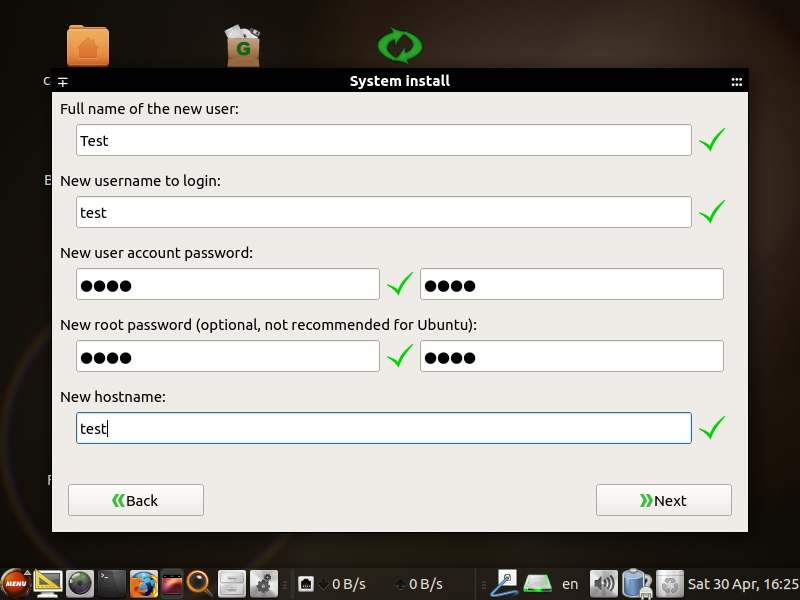 G
System install
Full name of the new user:
Test
New username to login:
test
New user account password:
●●●● ●●●●
New root password (optional, not recommended for Ubuntu):
●●●● ●●●●
New hostname:
test
Back Next
MENU 0 B/s 0 B/s en Sat 30 Apr, 16:25